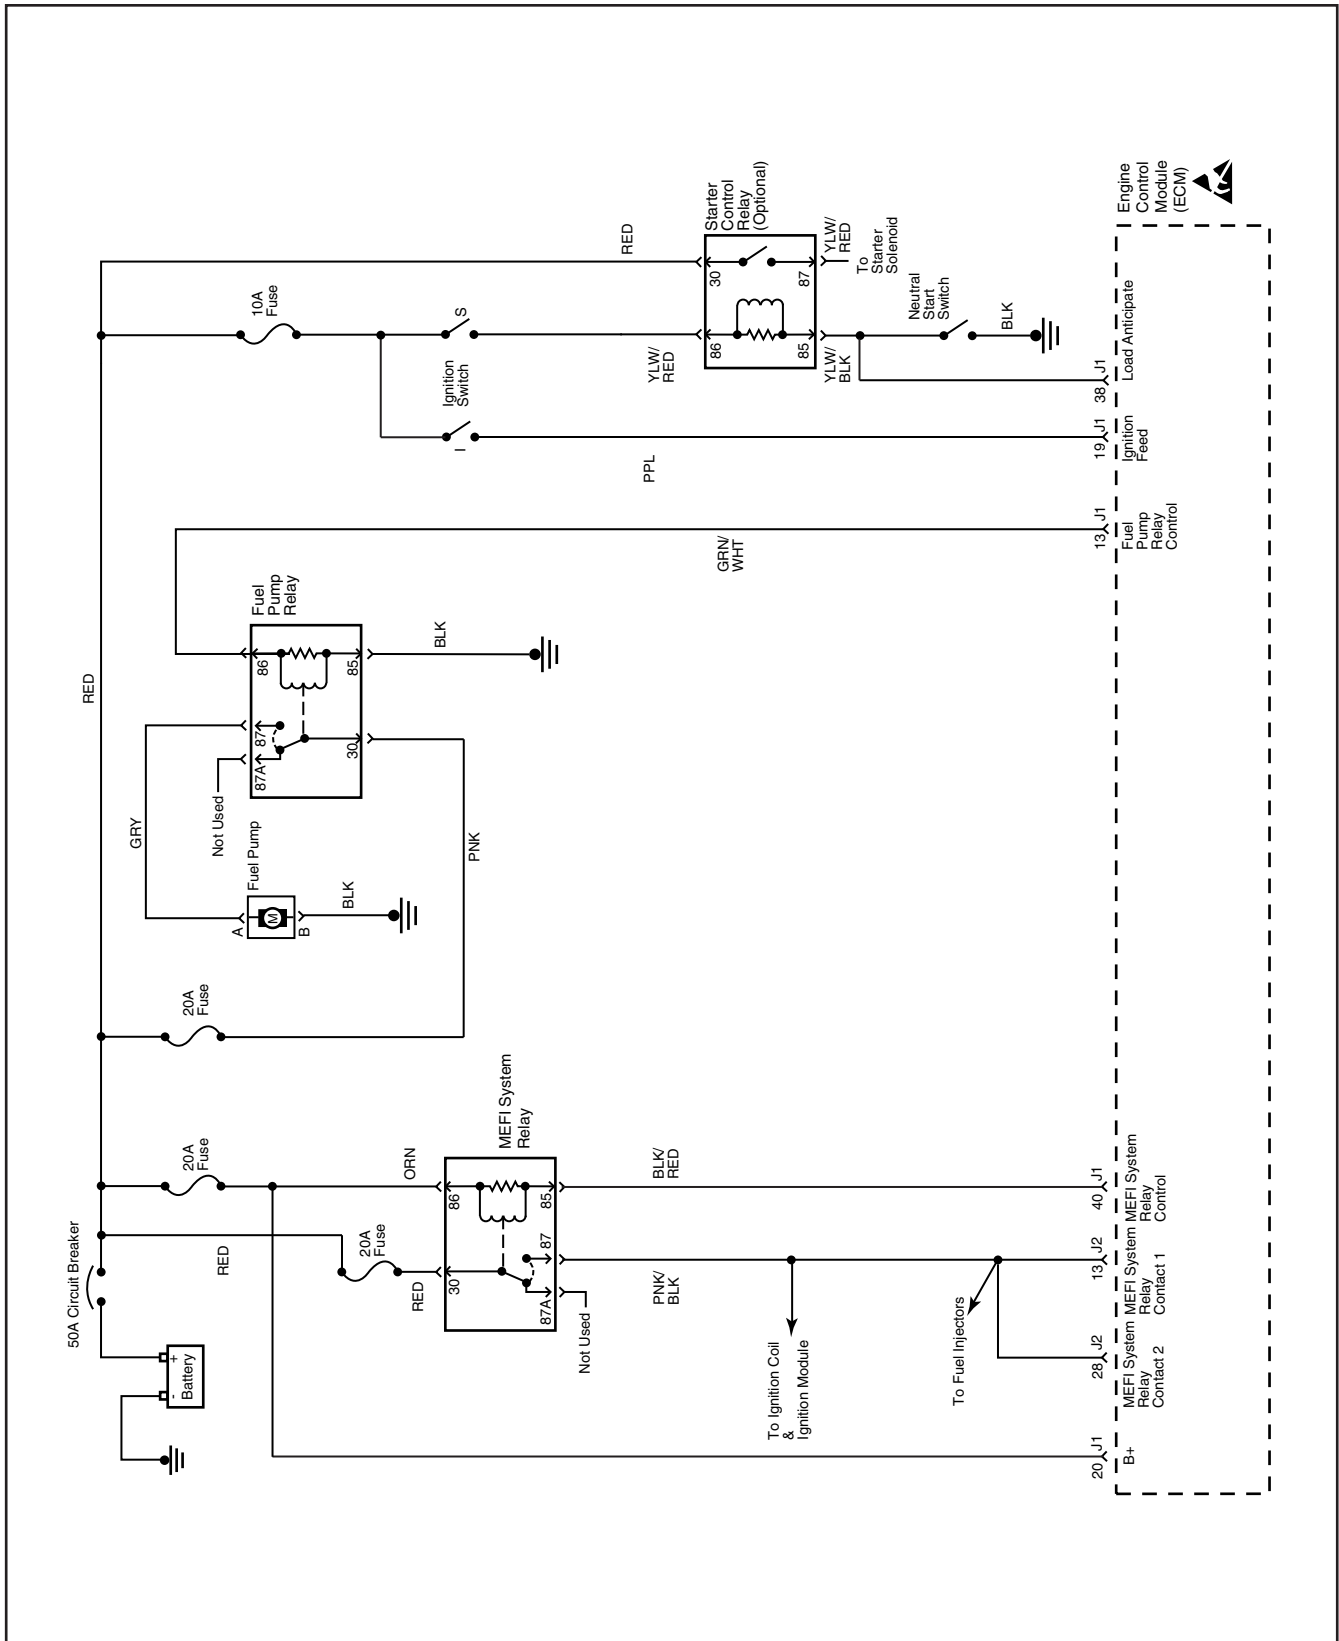 Engine
Control
Module
(ECM)
Starter
Control
Relay
(Optional)
RED
30
87
YLW/
RED
To
Starter
Solenoid
10A
Fuse
S
YLW/
RED
86
85
YLW/
BLK
Neutral
Start
Switch
BLK
38
J1
Load Anticipate
Ignition
Switch
I
PPL
19
J1
Ignition
Feed
GRN/
WHT
13
J1
Fuel
Pump
Relay
Control
Fuel
Pump
Relay
86
85
BLK
RED
87
87A
30
GRY
Not Used
PNK
Fuel Pump
A
M
B
BLK
20A
Fuse
20A
Fuse
ORN
MEFI System
Relay
86
85
BLK/
RED
40
J1
MEFI System
Relay
Control
50A Circuit Breaker
RED
20A
Fuse
RED
30
87
87A
Not Used
PNK/
BLK
13
J2
MEFI System
Relay
Contact 1
To Ignition Coil
&
Ignition Module
To Fuel Injectors
28
J2
MEFI System
Relay
Contact 2
+
-
Battery
20
J1
B+